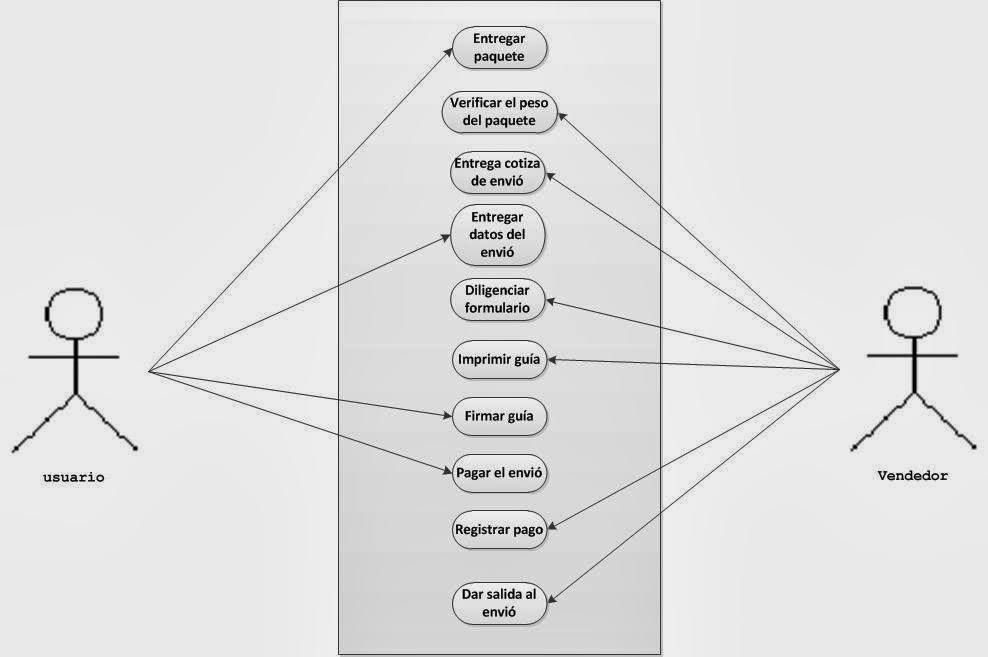 Entregar
paquete
Verificar el peso
del paquete
Entrega cotiza
de envió
Entregar
datos del
envió
Diligenciar
formulario
Imprimir guía
Firmar guía
Pagar el envió
Registrar pago
Dar salida al
envió
usuario
Vendedor